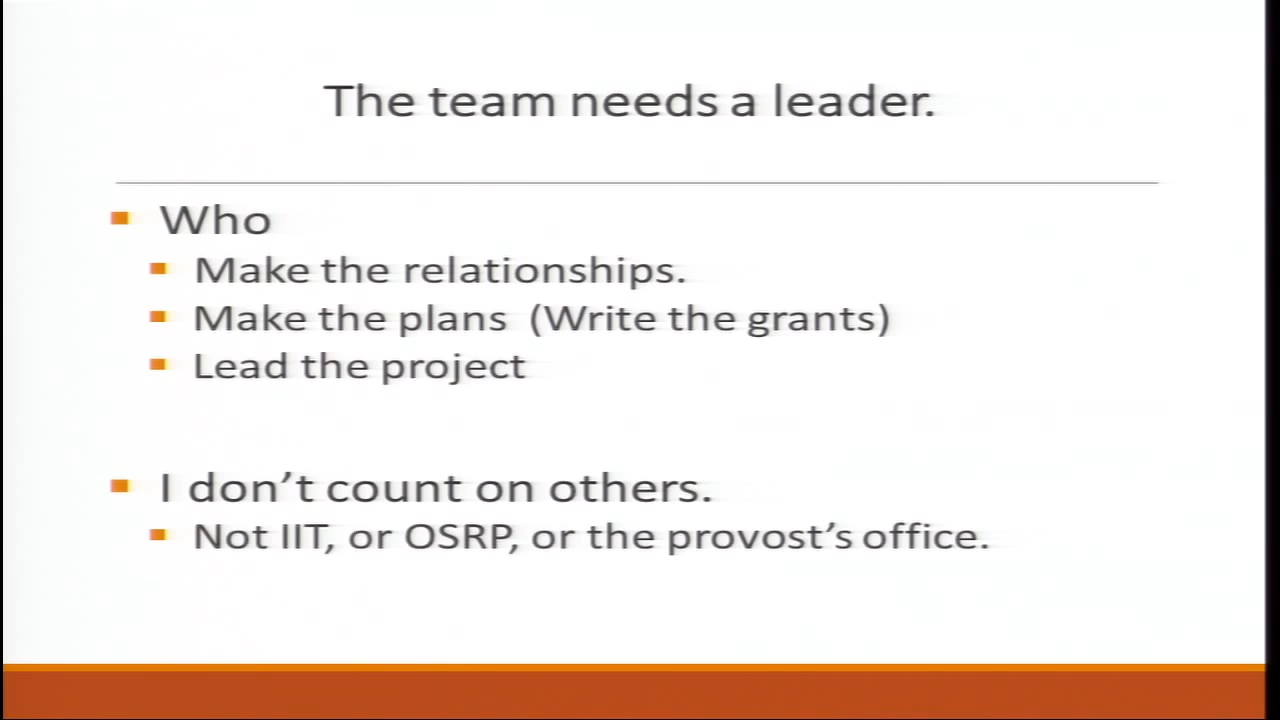 The team needs a leader.
Who
Make the relationships.
Make the plans (Write the grants)
Lead the project
I don’t count on others.
Not IIT, or OSRP, or the provost’s office.